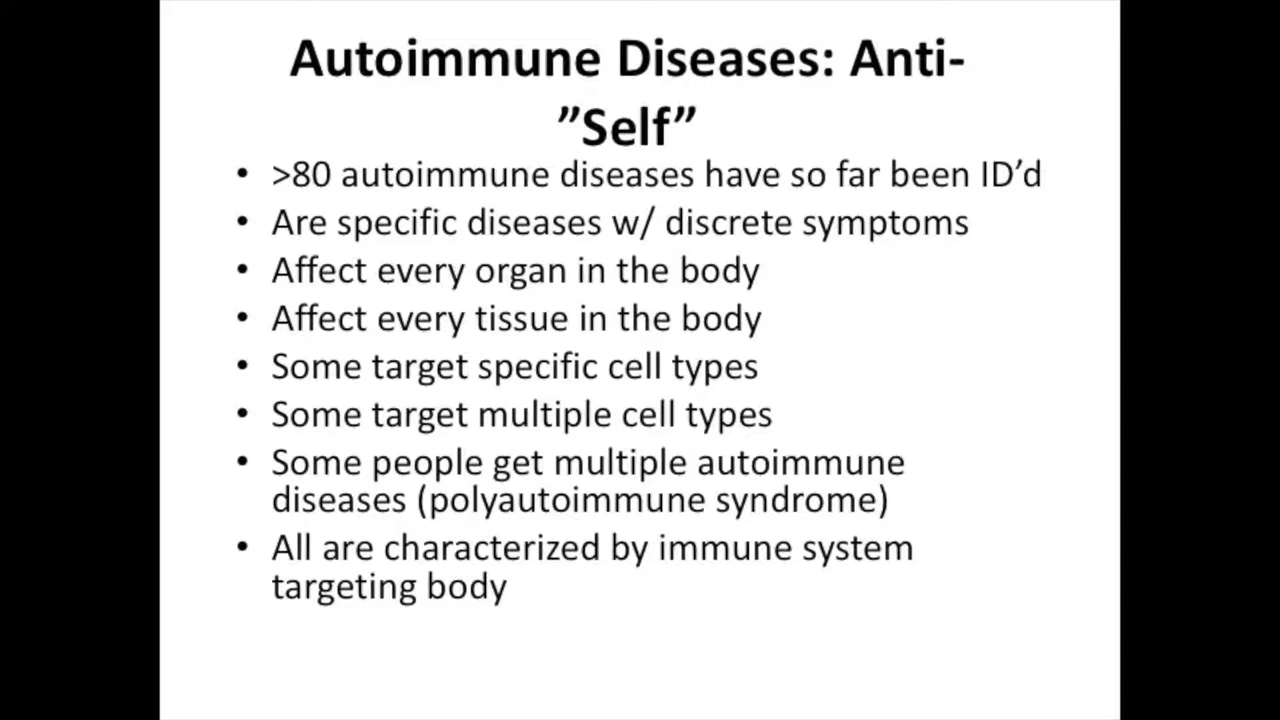 Autoimmune Diseases: Anti-
”Self”
• >80 autoimmune diseases have so far been ID’d
• Are specific diseases w/ discrete symptoms
• Affect every organ in the body
• Affect every tissue in the body
• Some target specific cell types
• Some target multiple cell types
• Some people get multiple autoimmune
diseases (polyautoimmune syndrome)
• All are characterized by immune system
targeting body